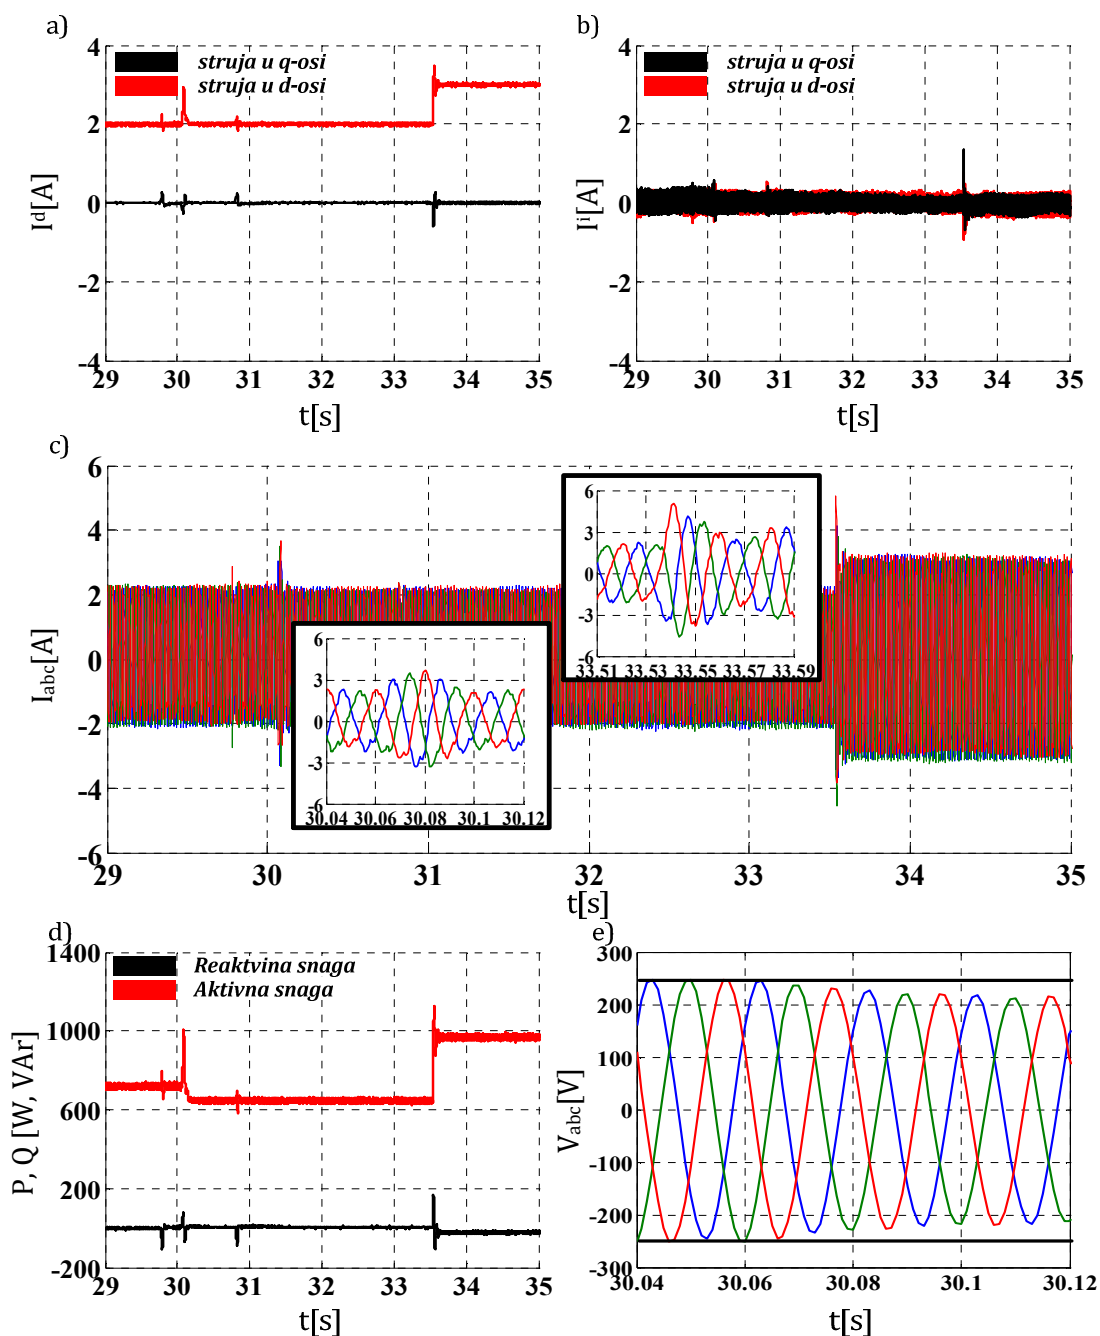 a)
4
2
0
-2
-4
I^d[A]
struja u q-osi
struja u d-osi
29 30 31 32 33 34 35
t[s]
b)
4
2
0
-2
-4
I^i[A]
struja u q-osi
struja u d-osi
29 30 31 32 33 34 35
t[s]
c)
6
4
2
0
-2
-4
-6
I_abc[A]
6
3
0
-3
-6
30.04 30.06 30.08 30.1 30.12
6
3
0
-3
-6
33.51 33.53 33.55 33.57 33.59
29 30 31 32 33 34 35
t[s]
d)
1400
1000
600
200
-200
P, Q [W, VAr]
Reaktvina snaga
Aktivna snaga
29 30 31 32 33 34 35
t[s]
e)
300
200
100
0
-100
-200
-300
V_abc[V]
30.04 30.06 30.08 30.1 30.12
t[s]